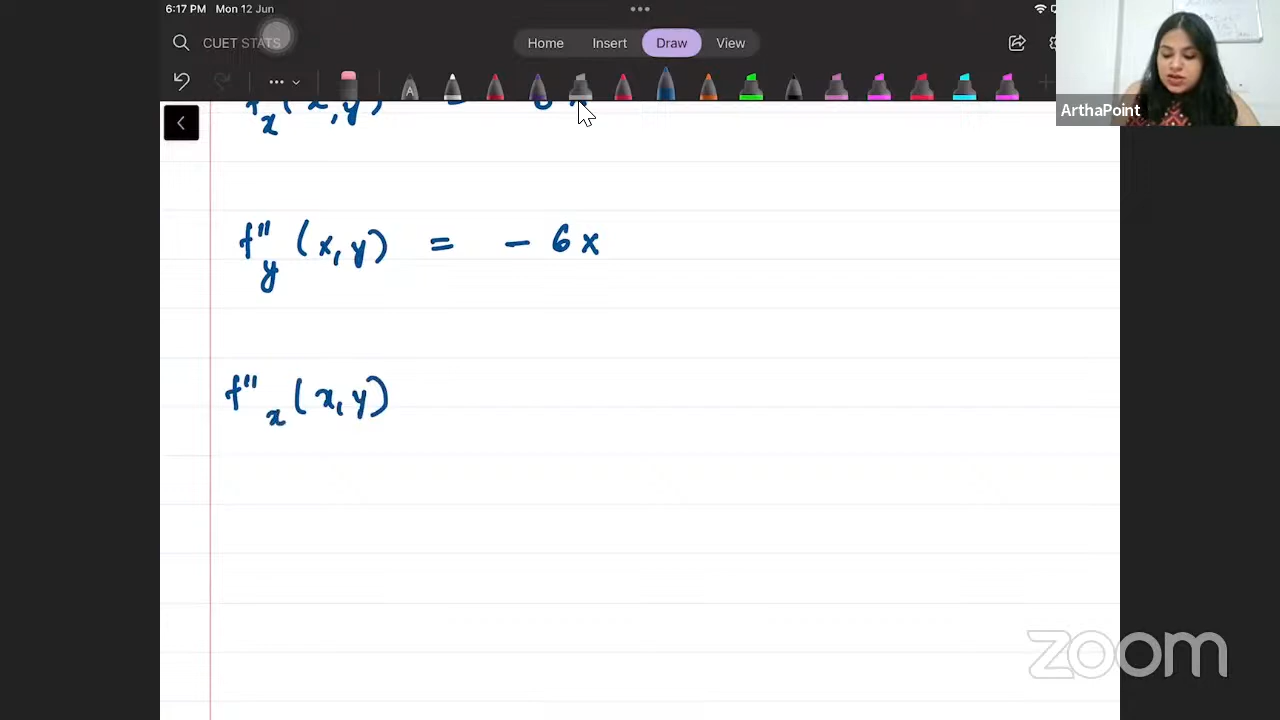 6:17 PM Mon 12 Jun
CUET STATS
Home Insert Draw View
A
ArthaPoint
x (x,y) =
f"y (x,y) = - 6x
f"x (x,y)
zoom